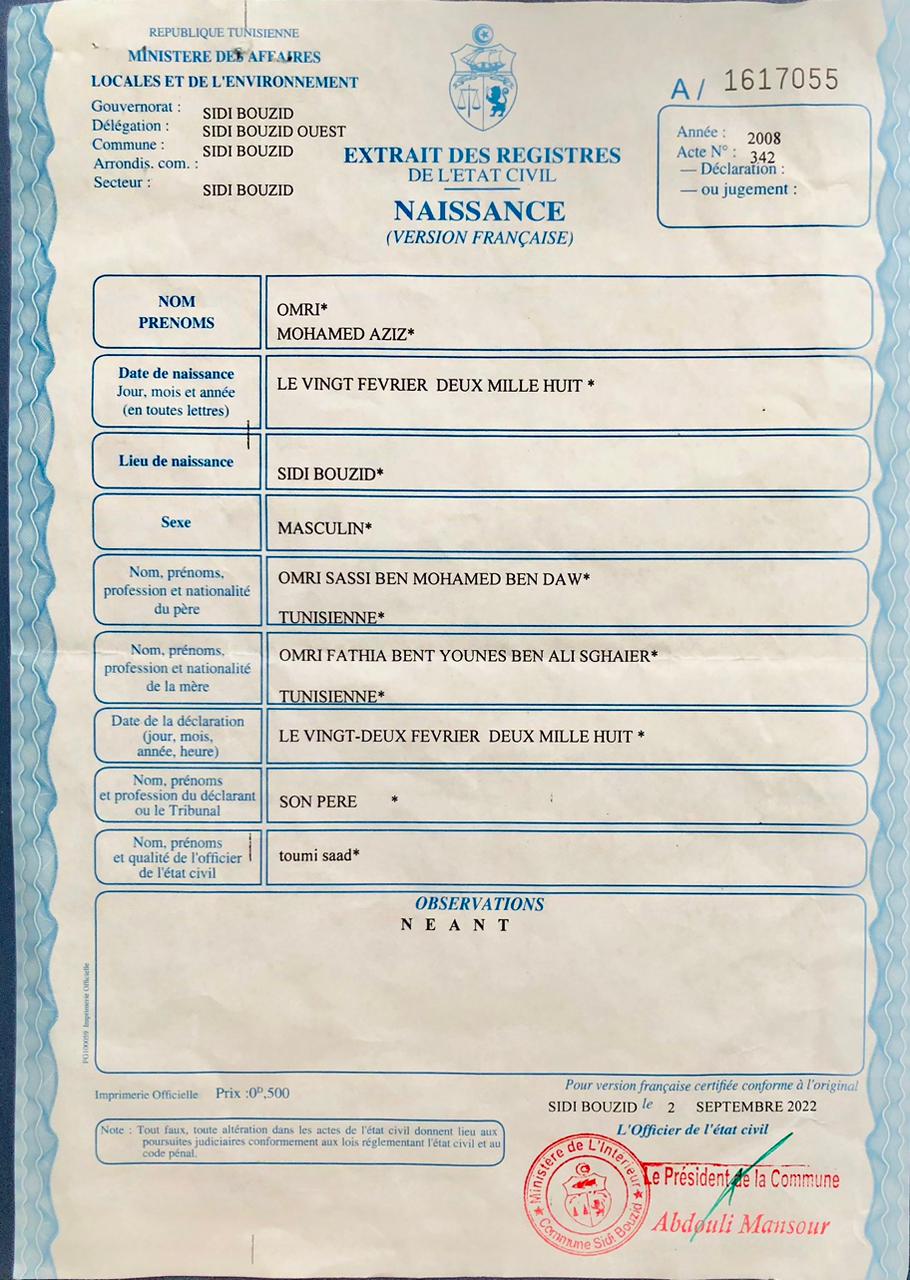 REPUBLIQUE TUNISIENNE
MINISTERE DES AFFAIRES
LOCALES ET DE L'ENVIRONNEMENT
Gouvernorat : SIDI BOUZID
Délégation : SIDI BOUZID OUEST
Commune : SIDI BOUZID
Arrondis. com. :
Secteur : SIDI BOUZID
A/ 1617055
Année : 2008
Acte N° : 342
— Déclaration :
— ou jugement :
EXTRAIT DES REGISTRES
DE L'ETAT CIVIL
NAISSANCE
(VERSION FRANÇAISE)
NOM
PRENOMS
OMRI*
MOHAMED AZIZ*
Date de naissance
Jour, mois et année
(en toutes lettres)
LE VINGT FEVRIER DEUX MILLE HUIT *
Lieu de naissance
SIDI BOUZID*
Sexe
MASCULIN*
Nom, prénoms,
profession et nationalité
du père
OMRI SASSI BEN MOHAMED BEN DAW*
TUNISIENNE*
Nom, prénoms,
profession et nationalité
de la mère
OMRI FATHIA BENT YOUNES BEN ALI SGHAIER*
TUNISIENNE*
Date de la déclaration
(jour, mois,
année, heure)
LE VINGT-DEUX FEVRIER DEUX MILLE HUIT *
Nom, prénoms
et profession du déclarant
ou le Tribunal
SON PERE *
Nom, prénoms
et qualité de l'officier
de l'état civil
toumi saad*
OBSERVATIONS
N E A N T
PG100059 Imprimerie Officielle
Imprimerie Officielle Prix :0ᴰ,500
Note : Tout faux, toute altération dans les actes de l'état civil donnent lieu aux
poursuites judiciaires conformement aux lois réglementant l'état civil et au
code pénal.
Pour version française certifiée conforme à l'original
SIDI BOUZID le 2 SEPTEMBRE 2022
L'Officier de l'état civil
Ministère de L'Interieur
Commune Sidi Bouzid
Le Président de la Commune
Abdouli Mansour